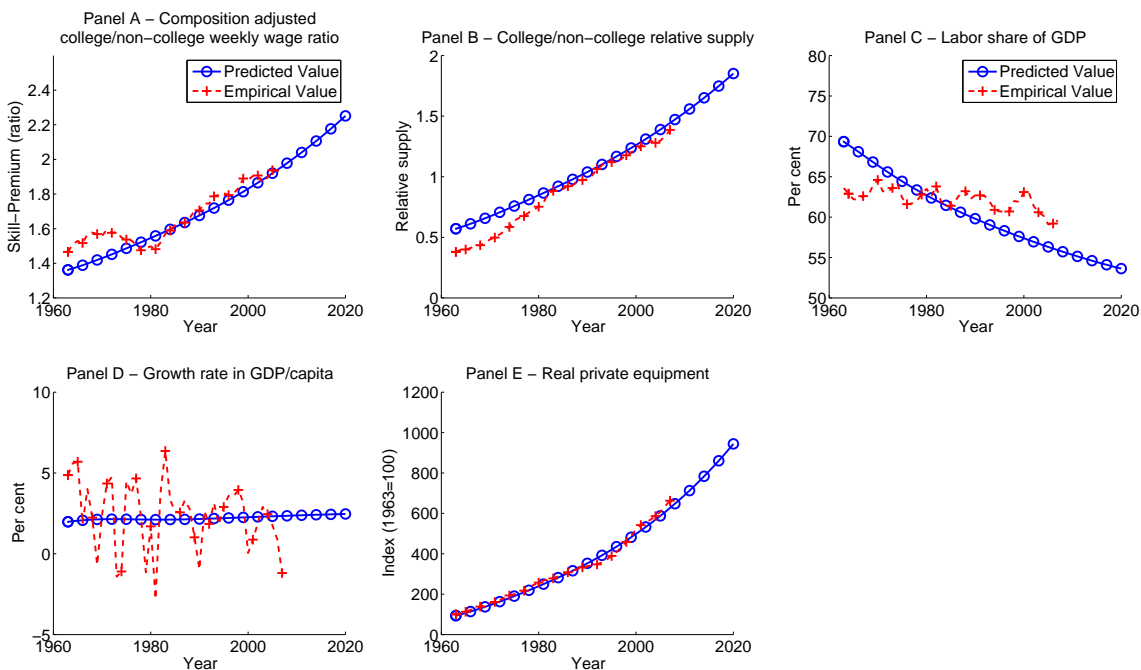 Panel A – Composition adjusted
college/non−college weekly wage ratio
Skill−Premium (ratio)
2.4
2.2
2
1.8
1.6
1.4
1.2
1960
1980
2000
2020
Year
Predicted Value
Empirical Value
Panel B – College/non−college relative supply
Relative supply
2
1.5
1
0.5
0
1960
1980
2000
2020
Year
Panel C – Labor share of GDP
Per cent
80
75
70
65
60
55
50
1960
1980
2000
2020
Year
Predicted Value
Empirical Value
Panel D – Growth rate in GDP/capita
Per cent
10
5
0
−5
1960
1980
2000
2020
Year
Panel E – Real private equipment
Index (1963=100)
1200
1000
800
600
400
200
0
1960
1980
2000
2020
Year